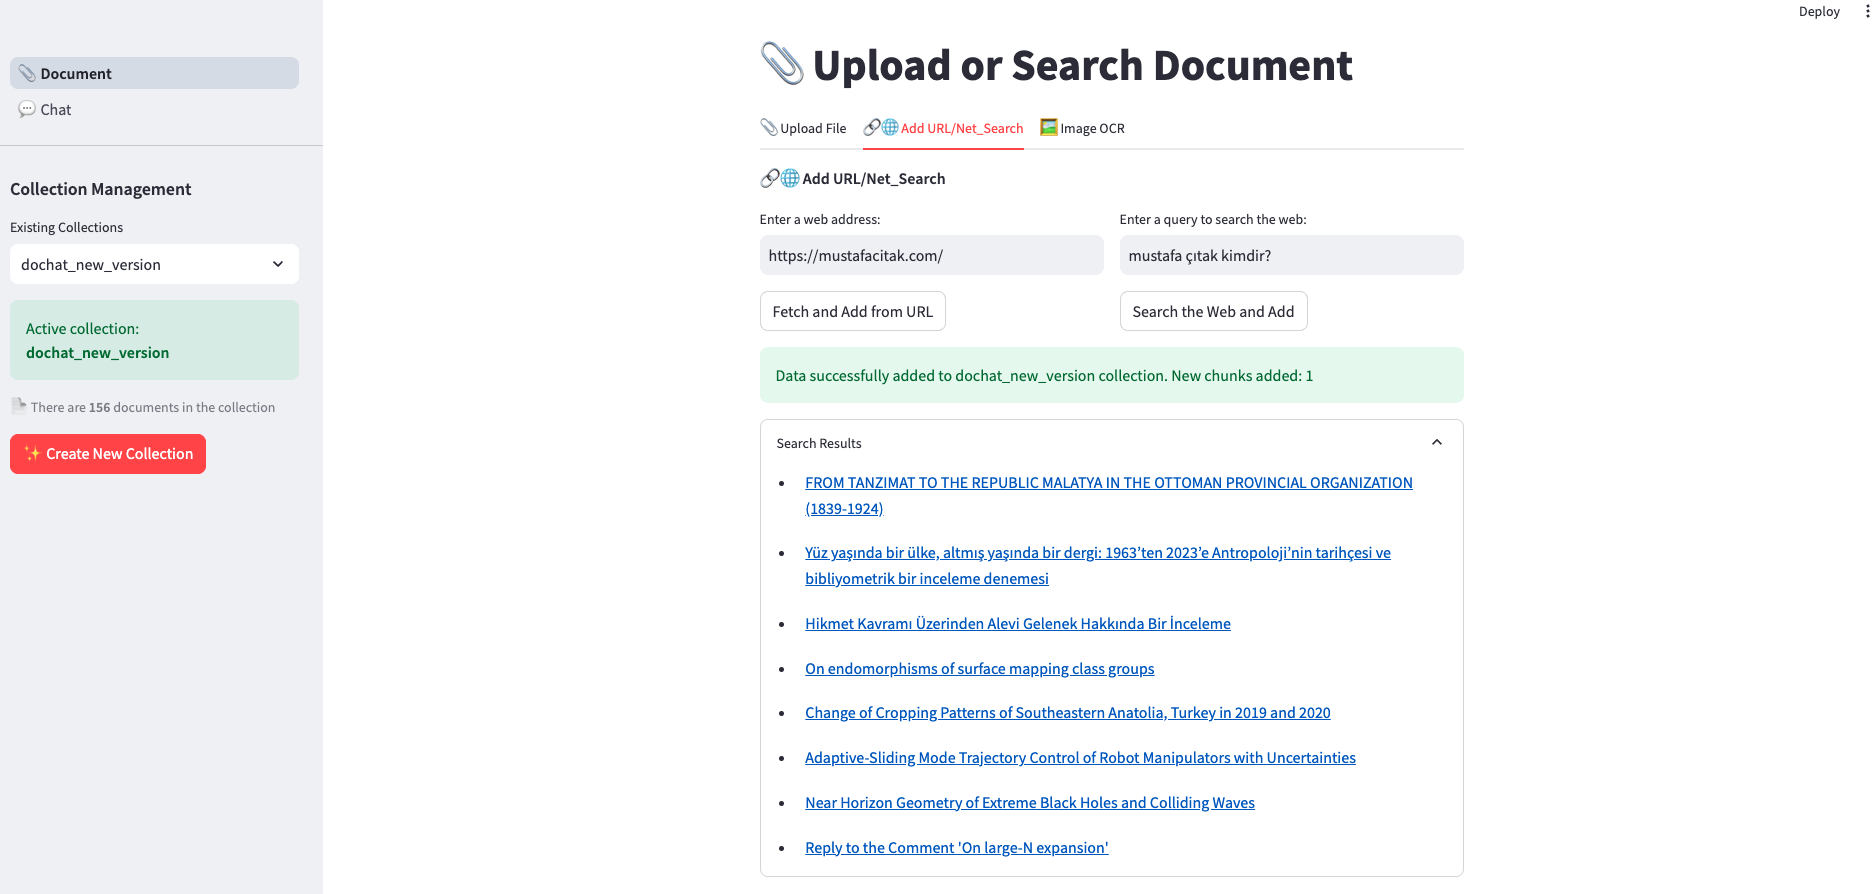 Deploy
Document
Chat
Collection Management
Existing Collections
dochat_new_version
Active collection:
dochat_new_version
There are 156 documents in the collection
✨ Create New Collection
Upload or Search Document
Upload File
Add URL/Net_Search
Image OCR
Add URL/Net_Search
Enter a web address:
Enter a query to search the web:
https://mustafacitak.com/
mustafa çıtak kimdir?
Fetch and Add from URL
Search the Web and Add
Data successfully added to dochat_new_version collection. New chunks added: 1
Search Results
FROM TANZIMAT TO THE REPUBLIC MALATYA IN THE OTTOMAN PROVINCIAL ORGANIZATION
(1839-1924)
Yüz yaşında bir ülke, altmış yaşında bir dergi: 1963’ten 2023’e Antropoloji’nin tarihçesi ve
bibliyometrik bir inceleme denemesi
Hikmet Kavramı Üzerinden Alevi Gelenek Hakkında Bir İnceleme
On endomorphisms of surface mapping class groups
Change of Cropping Patterns of Southeastern Anatolia, Turkey in 2019 and 2020
Adaptive-Sliding Mode Trajectory Control of Robot Manipulators with Uncertainties
Near Horizon Geometry of Extreme Black Holes and Colliding Waves
Reply to the Comment 'On large-N expansion'